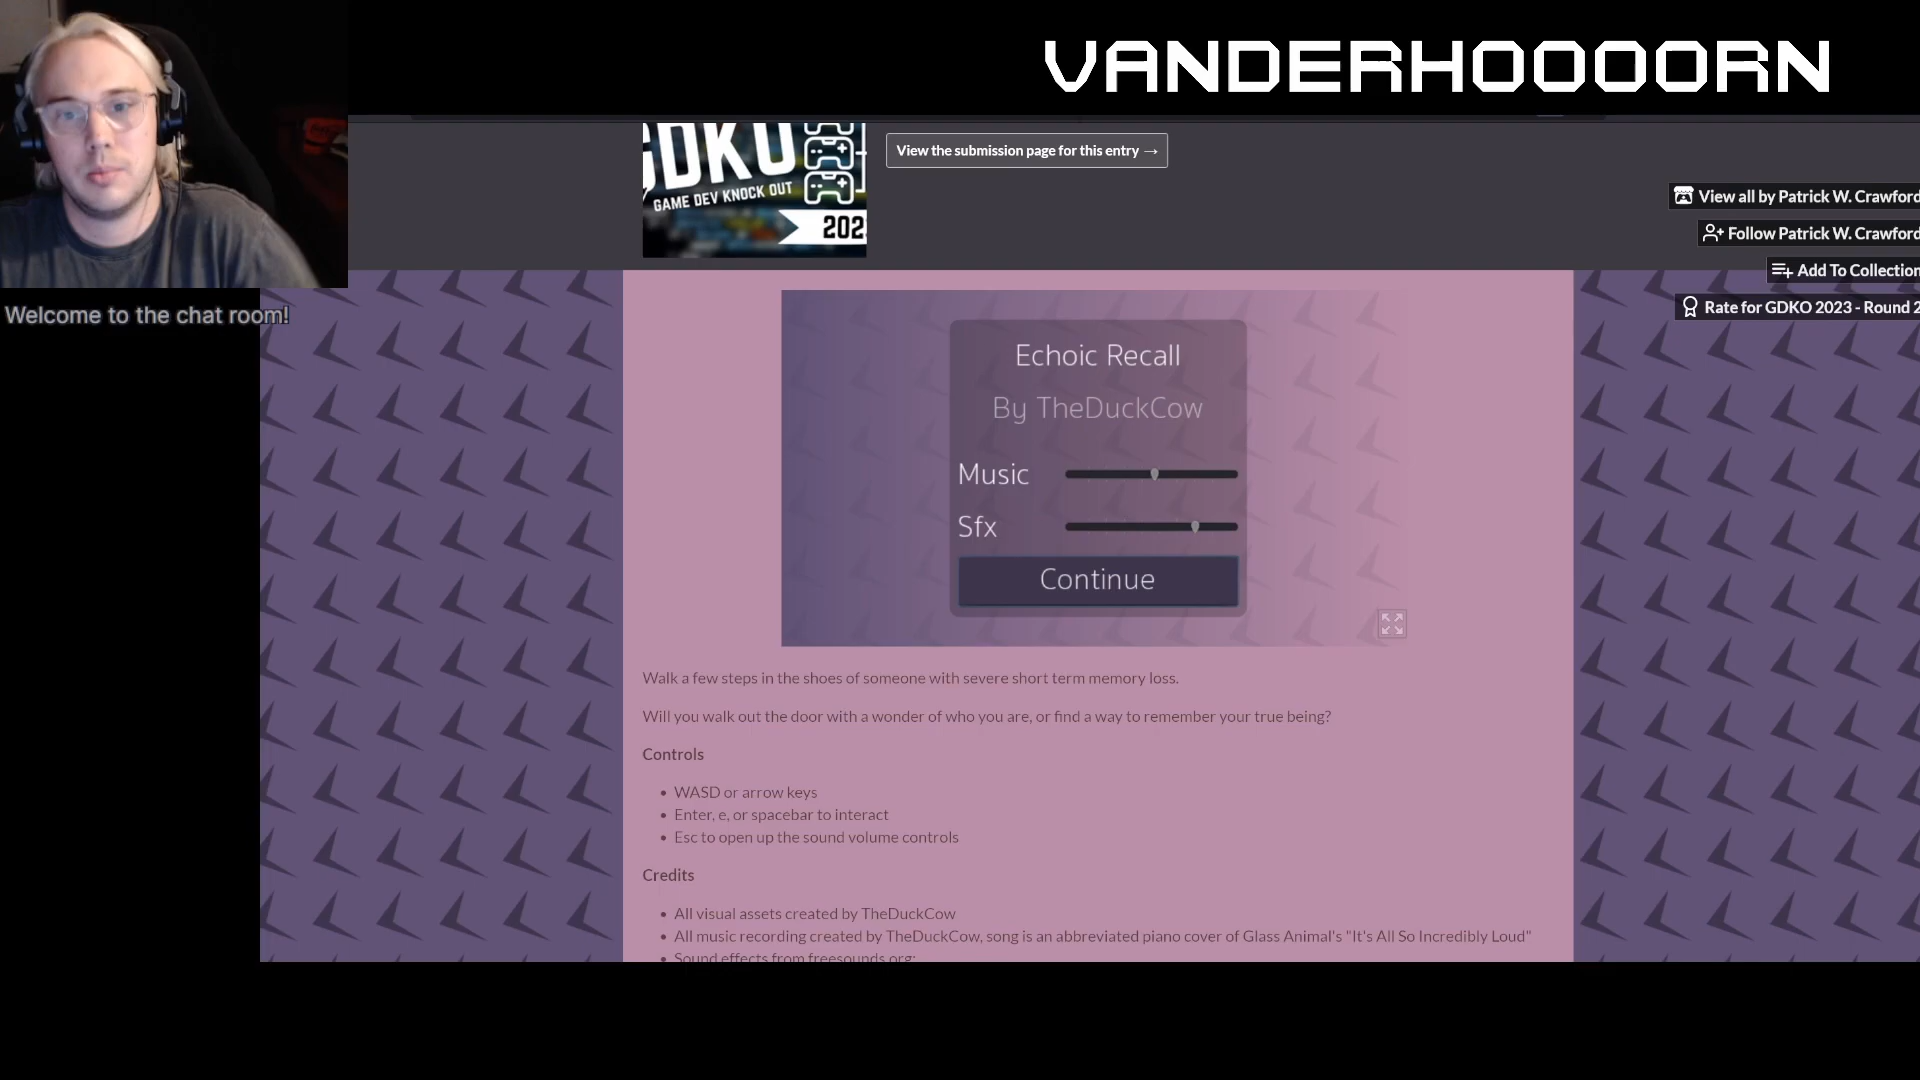 VANDERHOOOORN
GDKO
GAME DEV KNOCK OUT
202
View the submission page for this entry →
View all by Patrick W. Crawford
Follow Patrick W. Crawford
Add To Collection
Rate for GDKO 2023 - Round 2
Welcome to the chat room!
Echoic Recall
By TheDuckCow
Music
Sfx
Continue
Walk a few steps in the shoes of someone with severe short term memory loss.
Will you walk out the door with a wonder of who you are, or find a way to remember your true being?
Controls
WASD or arrow keys
Enter, e, or spacebar to interact
Esc to open up the sound volume controls
Credits
All visual assets created by TheDuckCow
All music recording created by TheDuckCow, song is an abbreviated piano cover of Glass Animal's "It's All So Incredibly Loud"
Sound effects from freesounds.org: